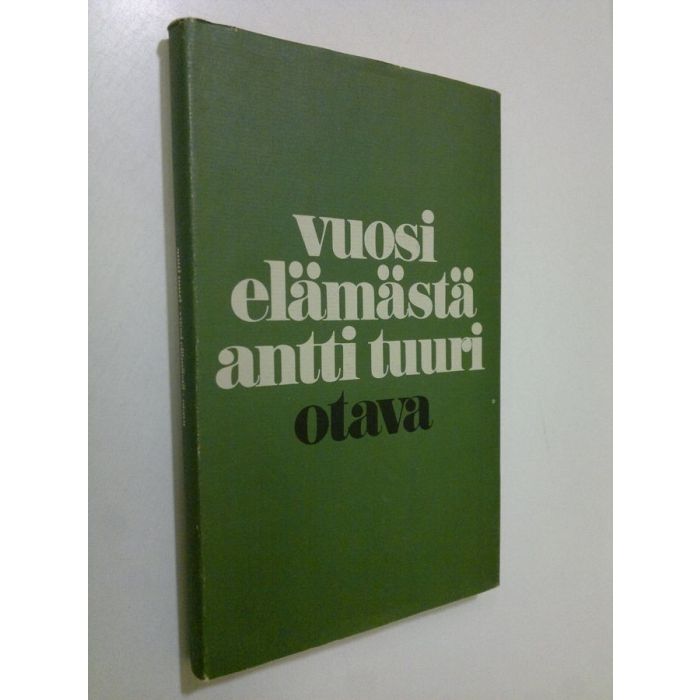 vuosi
elämästä
antti tuuri
otava